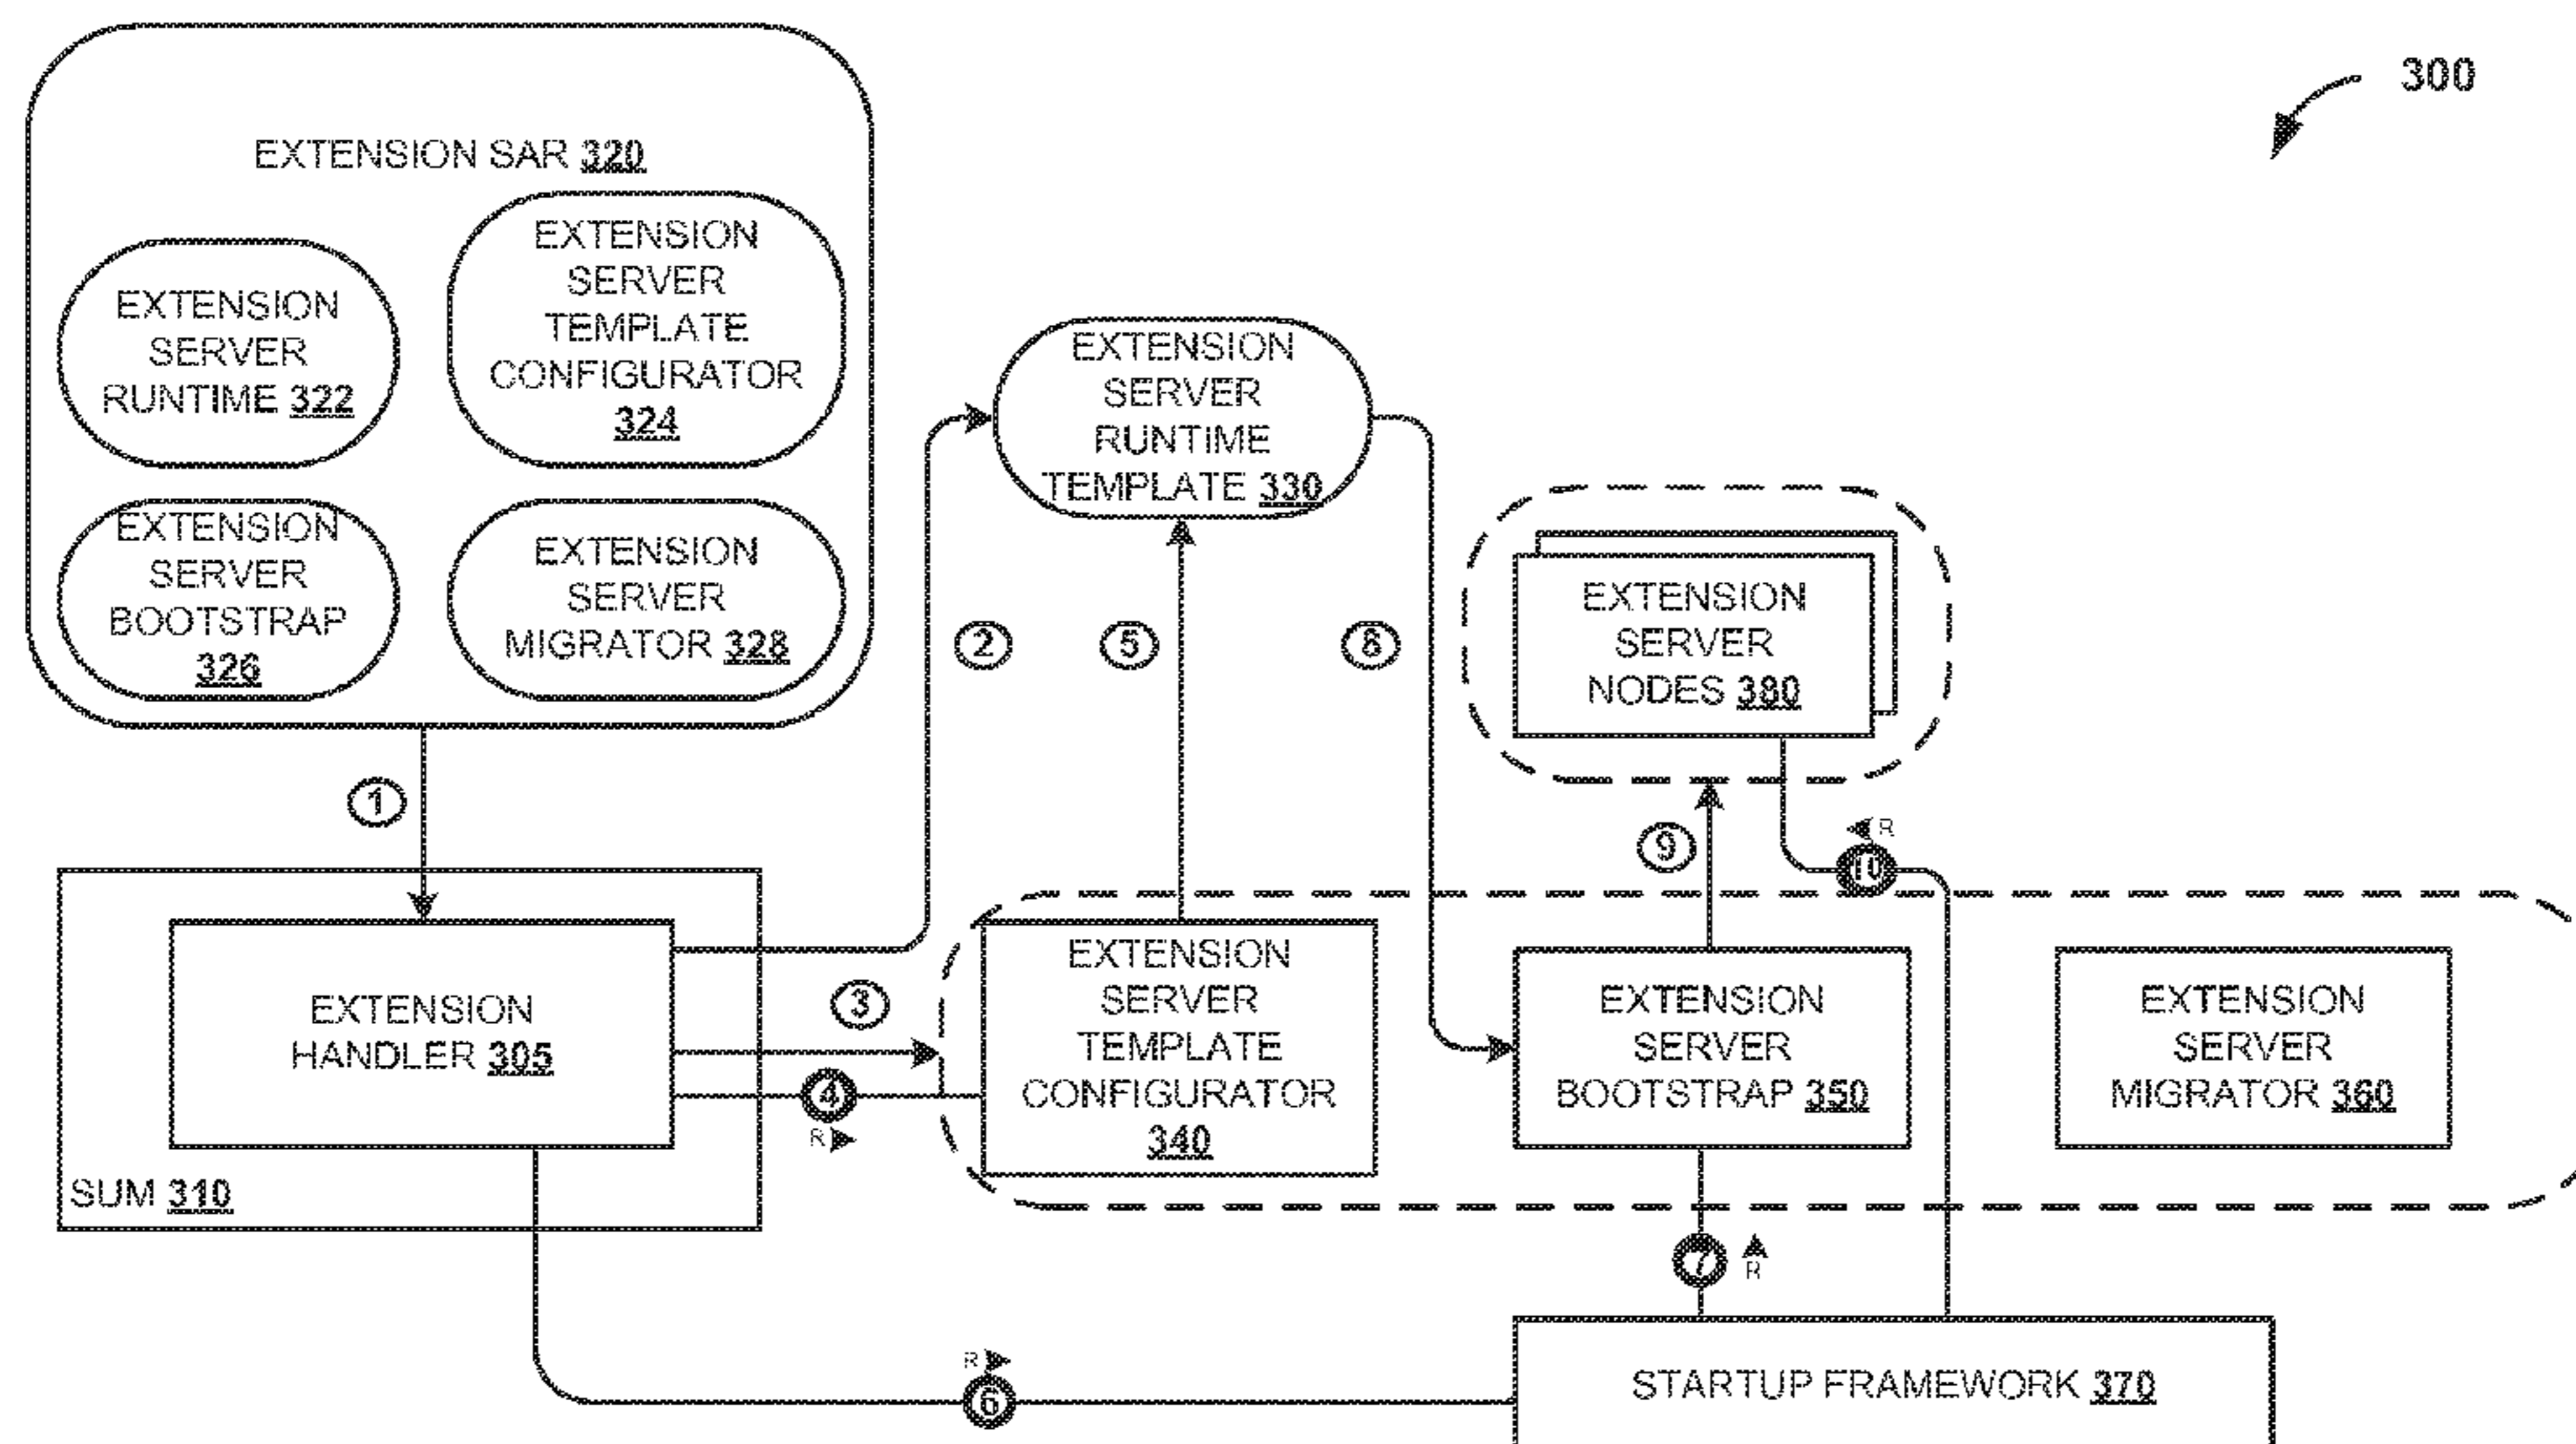 300
EXTENSION SAR 320
EXTENSION
SERVER
RUNTIME 322
EXTENSION
SERVER
TEMPLATE
CONFIGURATOR
324
EXTENSION
SERVER
BOOTSTRAP
326
EXTENSION
SERVER
MIGRATOR 328
EXTENSION
SERVER
RUNTIME
TEMPLATE 330
EXTENSION
SERVER
NODES 380
1
2
5
8
9
R
10
EXTENSION
HANDLER 305
SUM 310
3
4
R
EXTENSION
SERVER
TEMPLATE
CONFIGURATOR
340
EXTENSION
SERVER
BOOTSTRAP 350
EXTENSION
SERVER
MIGRATOR 360
7
R
R
6
STARTUP FRAMEWORK 370